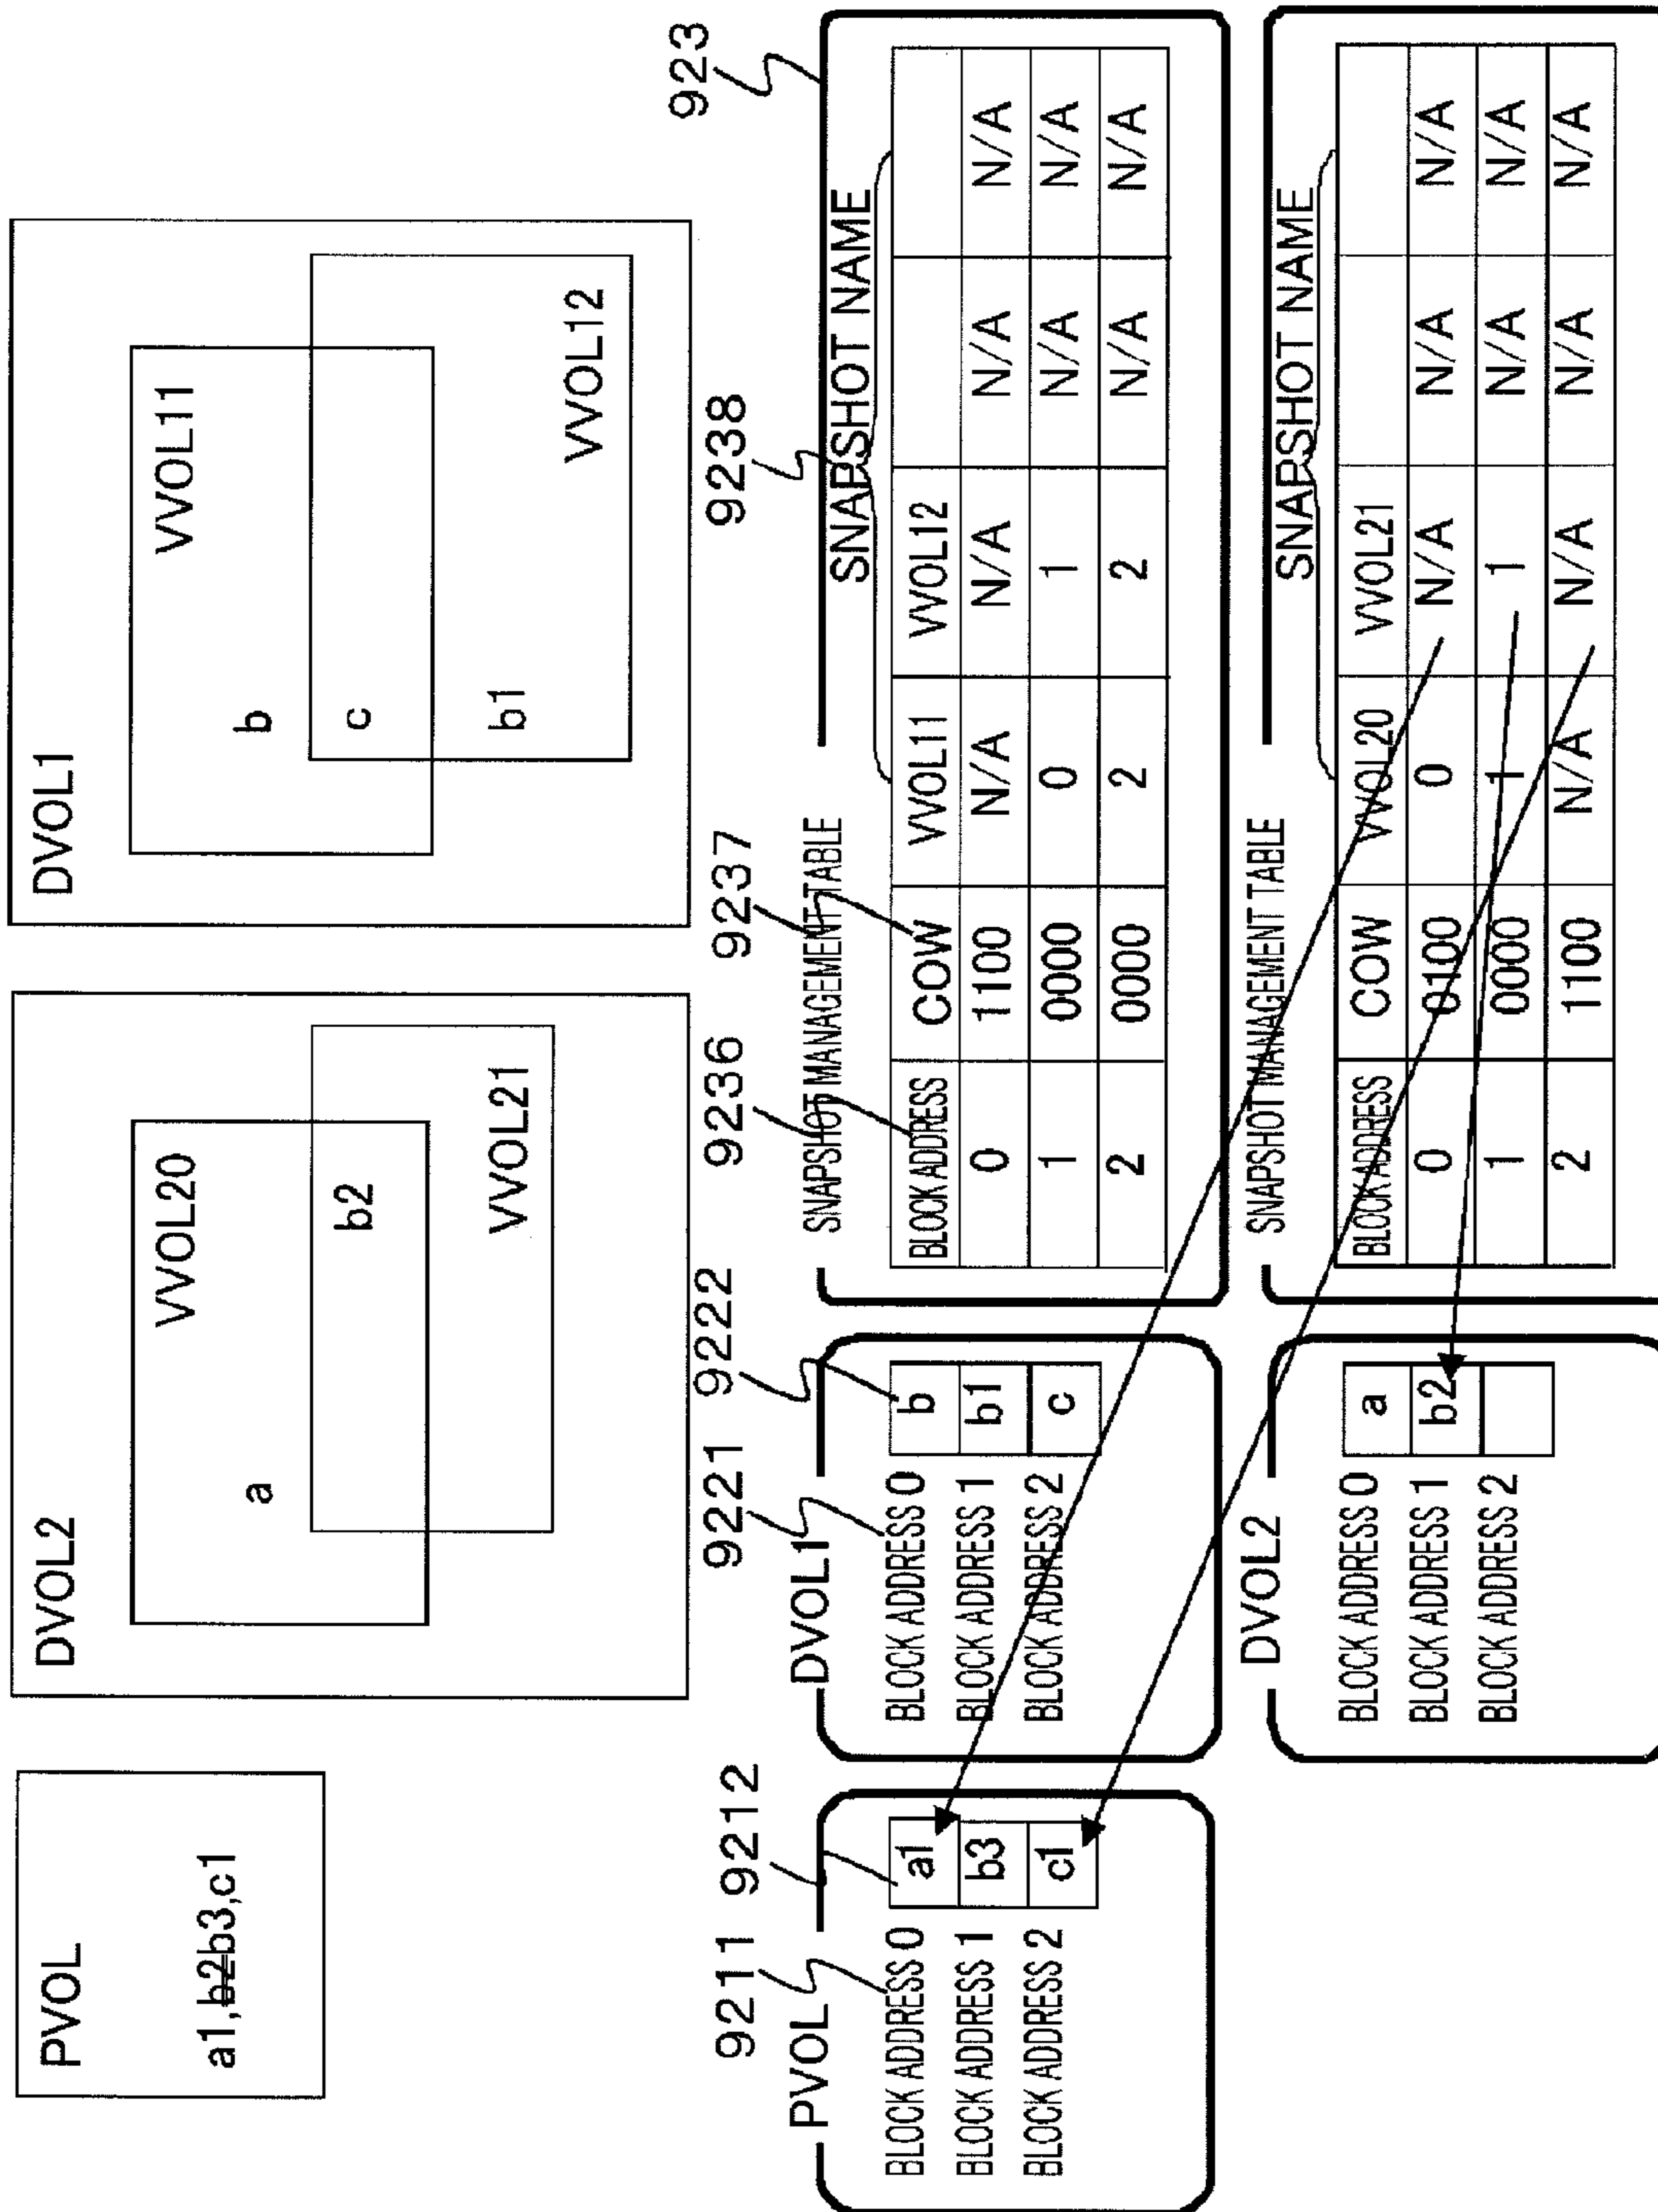 PVOL
a1,b2b3,c1
DVOL2
VVOL20
a
b2
VVOL21
DVOL1
VVOL11
b
c
b1
VVOL12
9211
9212
PVOL
BLOCK ADDRESS 0 a1
BLOCK ADDRESS 1 b3
BLOCK ADDRESS 2 c1
9221
9222
DVOL1
BLOCK ADDRESS 0 b
BLOCK ADDRESS 1 b1
BLOCK ADDRESS 2 c
9236
9237
9238
923
SNAPSHOT MANAGEMENT TABLE
SNAPSHOT NAME
BLOCK ADDRESS COW VVOL11 VVOL12
0 1100 N/A N/A N/A N/A
1 0000 0 1 N/A N/A
2 0000 2 2 N/A N/A
DVOL2
BLOCK ADDRESS 0 a
BLOCK ADDRESS 1 b2
BLOCK ADDRESS 2
SNAPSHOT MANAGEMENT TABLE
SNAPSHOT NAME
BLOCK ADDRESS COW VVOL20 VVOL21
0 0100 0 N/A N/A N/A
1 0000 1 1 N/A N/A
2 1100 N/A N/A N/A N/A